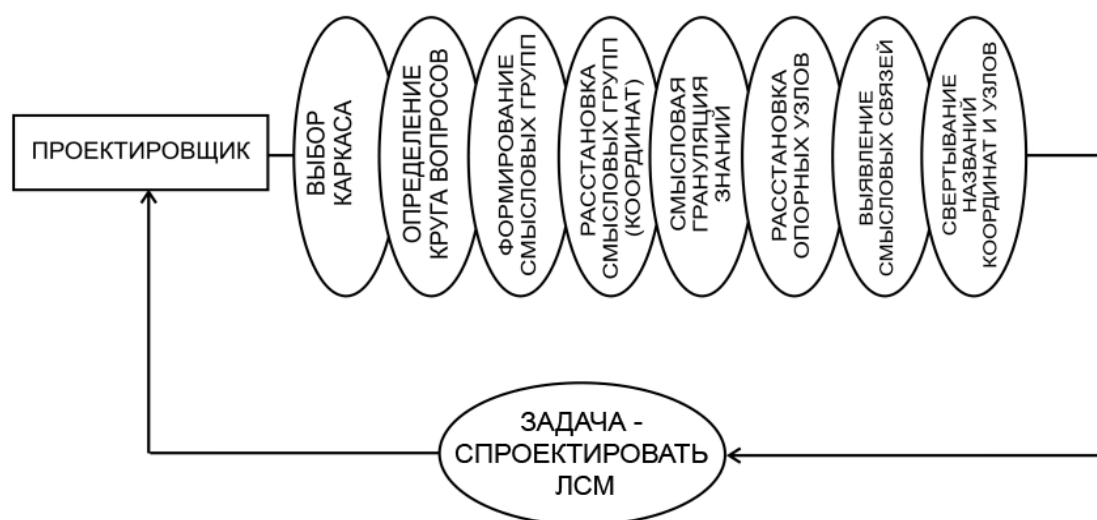 ПРОЕКТИРОВЩИК
ВЫБОР
КАРКАСА
ОПРЕДЕЛЕНИЕ
КРУГА ВОПРОСОВ
ФОРМИРОВАНИЕ
СМЫСЛОВЫХ ГРУПП
РАССТАНОВКА
СМЫСЛОВЫХ ГРУПП
(КООРДИНАТ)
СМЫСЛОВАЯ
ГРАНУЛЯЦИЯ
ЗНАНИЙ
РАССТАНОВКА
ОПОРНЫХ УЗЛОВ
ВЫЯВЛЕНИЕ
СМЫСЛОВЫХ СВЯЗЕЙ
СВЕРТЫВАНИЕ
НАЗВАНИЙ
КООРДИНАТ И УЗЛОВ
ЗАДАЧА -
СПРОЕКТИРОВАТЬ
ЛСМ